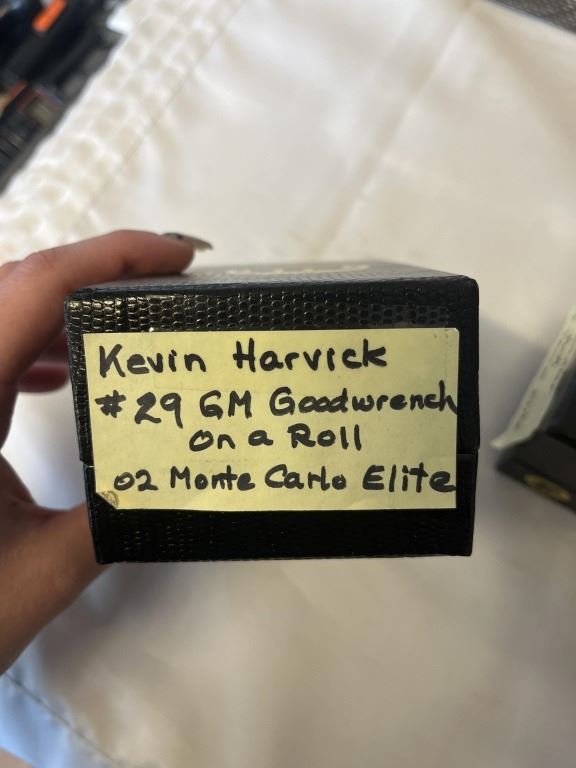 Kevin Harvick
# 29 GM Goodwrench
on a Roll
02 Monte Carlo Elite